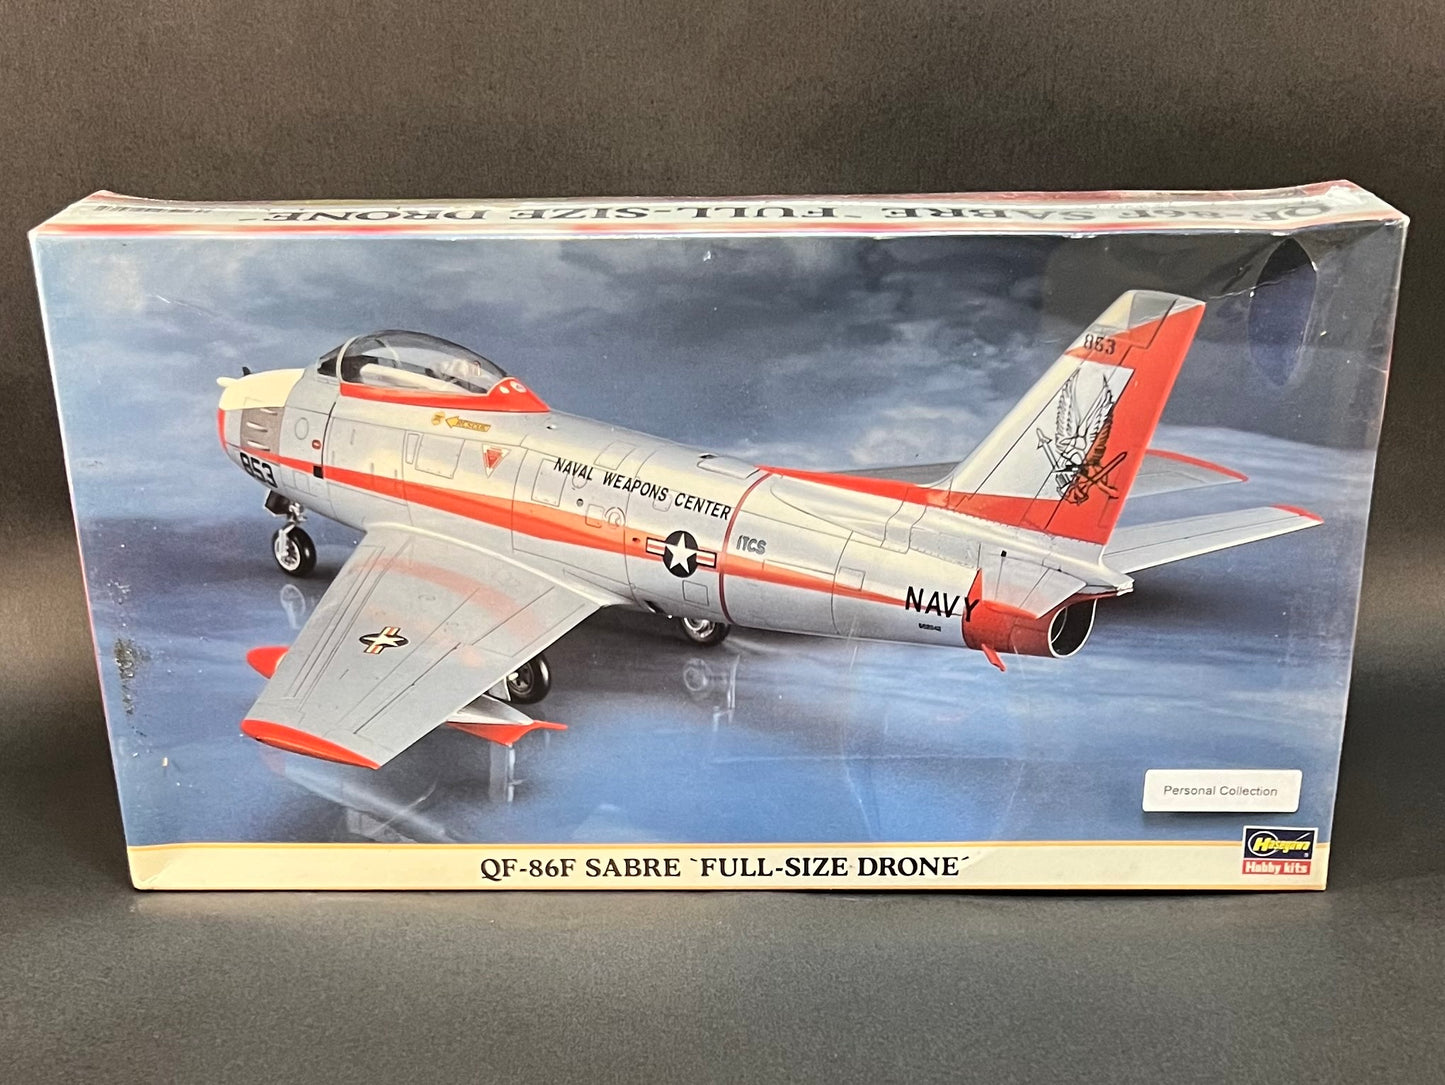 QF-86F SABRE `FULL-SIZE DRONE´
853
853
RESCUE
NAVAL WEAPONS CENTER
ITCS
NAVY
Personal Collection
QF-86F SABRE `FULL-SIZE DRONE´
Hasegawa
Hobby kits